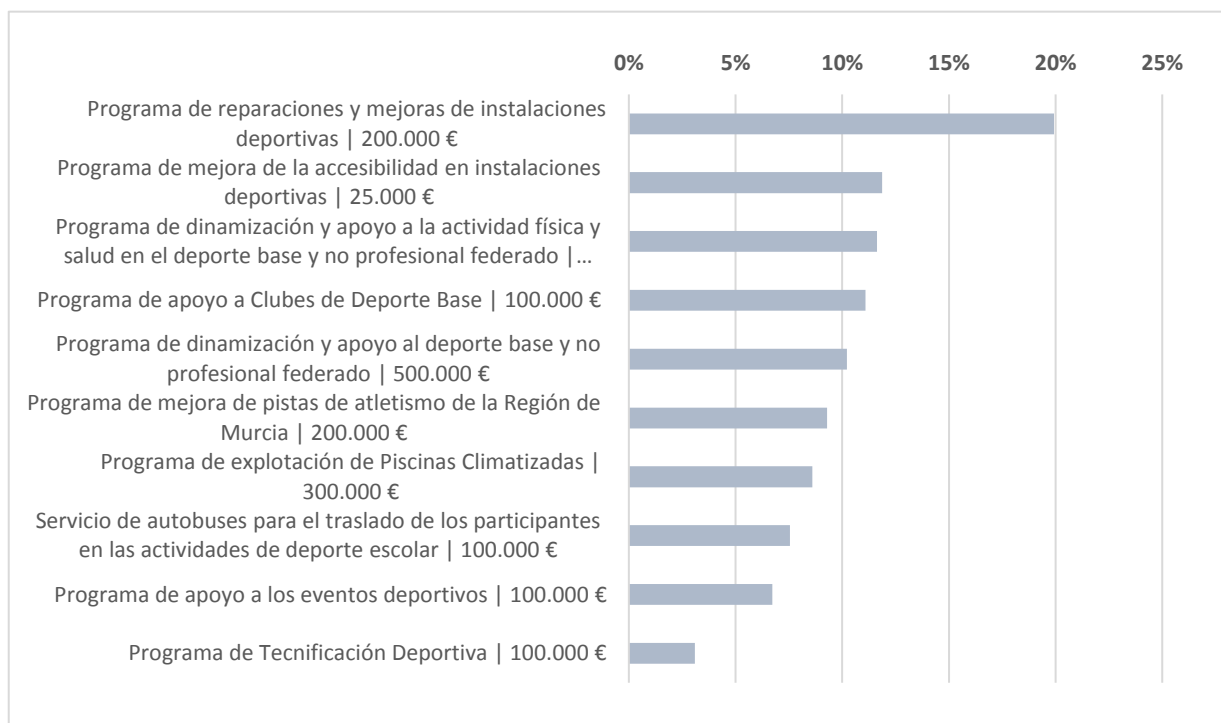 0% 5% 10% 15% 20% 25%
Programa de reparaciones y mejoras de instalaciones
deportivas | 200.000 €
Programa de mejora de la accesibilidad en instalaciones
deportivas | 25.000 €
Programa de dinamización y apoyo a la actividad física y
salud en el deporte base y no profesional federado |…
Programa de apoyo a Clubes de Deporte Base | 100.000 €
Programa de dinamización y apoyo al deporte base y no
profesional federado | 500.000 €
Programa de mejora de pistas de atletismo de la Región de
Murcia | 200.000 €
Programa de explotación de Piscinas Climatizadas |
300.000 €
Servicio de autobuses para el traslado de los participantes
en las actividades de deporte escolar | 100.000 €
Programa de apoyo a los eventos deportivos | 100.000 €
Programa de Tecnificación Deportiva | 100.000 €